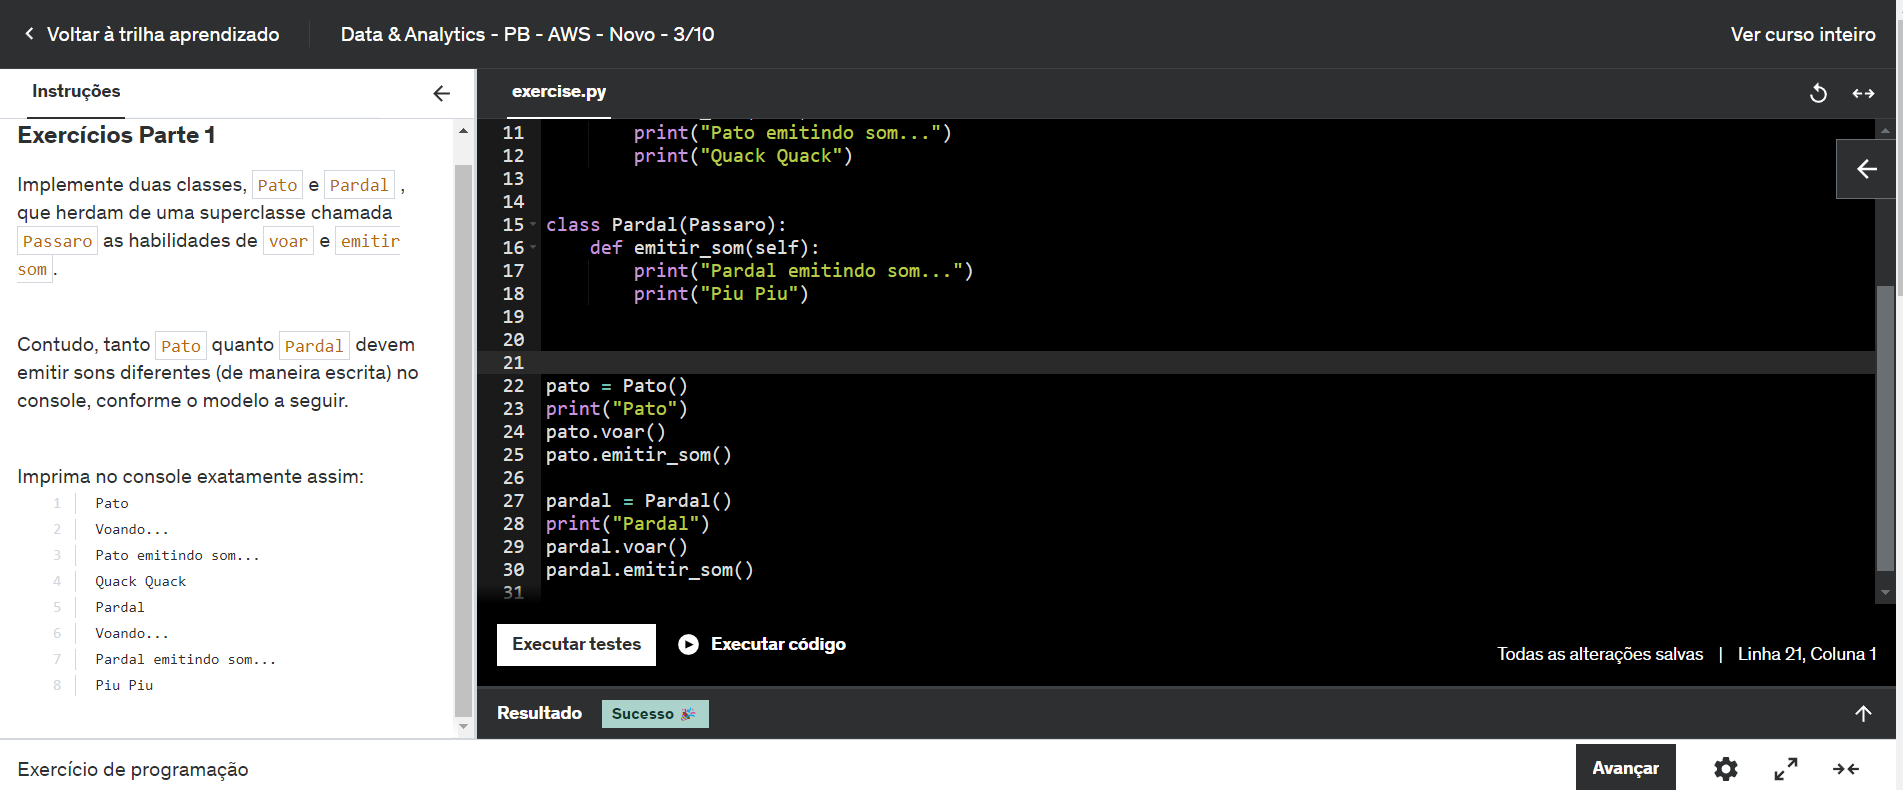 Voltar à trilha aprendizado
Data & Analytics - PB - AWS - Novo - 3/10
Ver curso inteiro
Instruções
Exercícios Parte 1
Implemente duas classes, Pato e Pardal ,
que herdam de uma superclasse chamada
Passaro as habilidades de voar e emitir
som .
Contudo, tanto Pato quanto Pardal devem
emitir sons diferentes (de maneira escrita) no
console, conforme o modelo a seguir.
Imprima no console exatamente assim:
1 Pato
2 Voando...
3 Pato emitindo som...
4 Quack Quack
5 Pardal
6 Voando...
7 Pardal emitindo som...
8 Piu Piu
exercise.py
11 print("Pato emitindo som...")
12 print("Quack Quack")
13
14
15 class Pardal(Passaro):
16 def emitir_som(self):
17 print("Pardal emitindo som...")
18 print("Piu Piu")
19
20
21
22 pato = Pato()
23 print("Pato")
24 pato.voar()
25 pato.emitir_som()
26
27 pardal = Pardal()
28 print("Pardal")
29 pardal.voar()
30 pardal.emitir_som()
31
Executar testes
Executar código
Todas as alterações salvas | Linha 21, Coluna 1
Resultado
Sucesso 🎉
Exercício de programação
Avançar